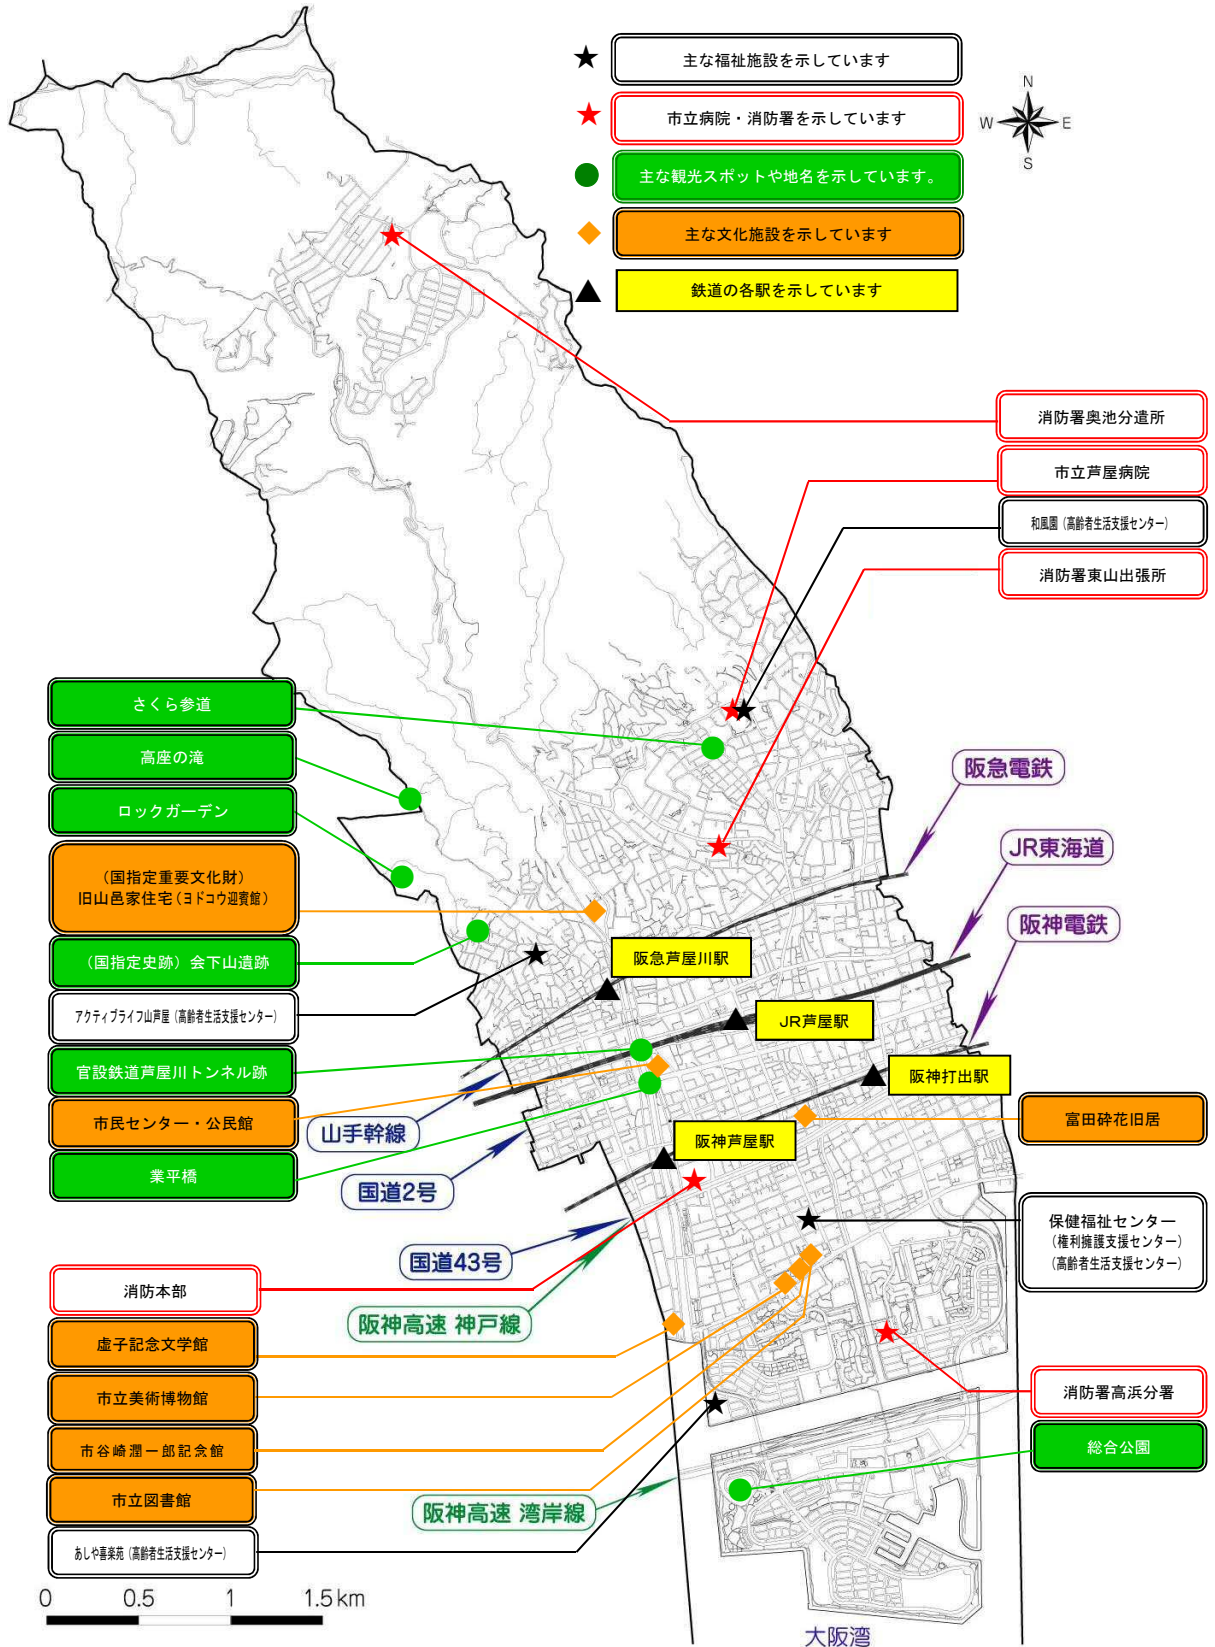 主な福祉施設を示しています
市立病院・消防署を示しています
主な観光スポットや地名を示しています。
主な文化施設を示しています
鉄道の各駅を示しています
N
W
E
S
消防署奥池分遣所
市立芦屋病院
和風園（高齢者生活支援センター）
消防署東山出張所
さくら参道
高座の滝
ロックガーデン
（国指定重要文化財）
旧山邑家住宅（ヨドコウ迎賓館）
（国指定史跡）会下山遺跡
アクティブライフ山芦屋（高齢者生活支援センター）
官設鉄道芦屋川トンネル跡
市民センター・公民館
業平橋
阪急電鉄
JR東海道
阪神電鉄
阪急芦屋川駅
JR芦屋駅
阪神打出駅
阪神芦屋駅
山手幹線
国道2号
国道43号
阪神高速 神戸線
富田砕花旧居
保健福祉センター
（権利擁護支援センター）
（高齢者生活支援センター）
消防本部
虚子記念文学館
市立美術博物館
市谷崎潤一郎記念館
市立図書館
あしや喜楽苑（高齢者生活支援センター）
消防署高浜分署
総合公園
阪神高速 湾岸線
0 0.5 1 1.5km
大阪湾